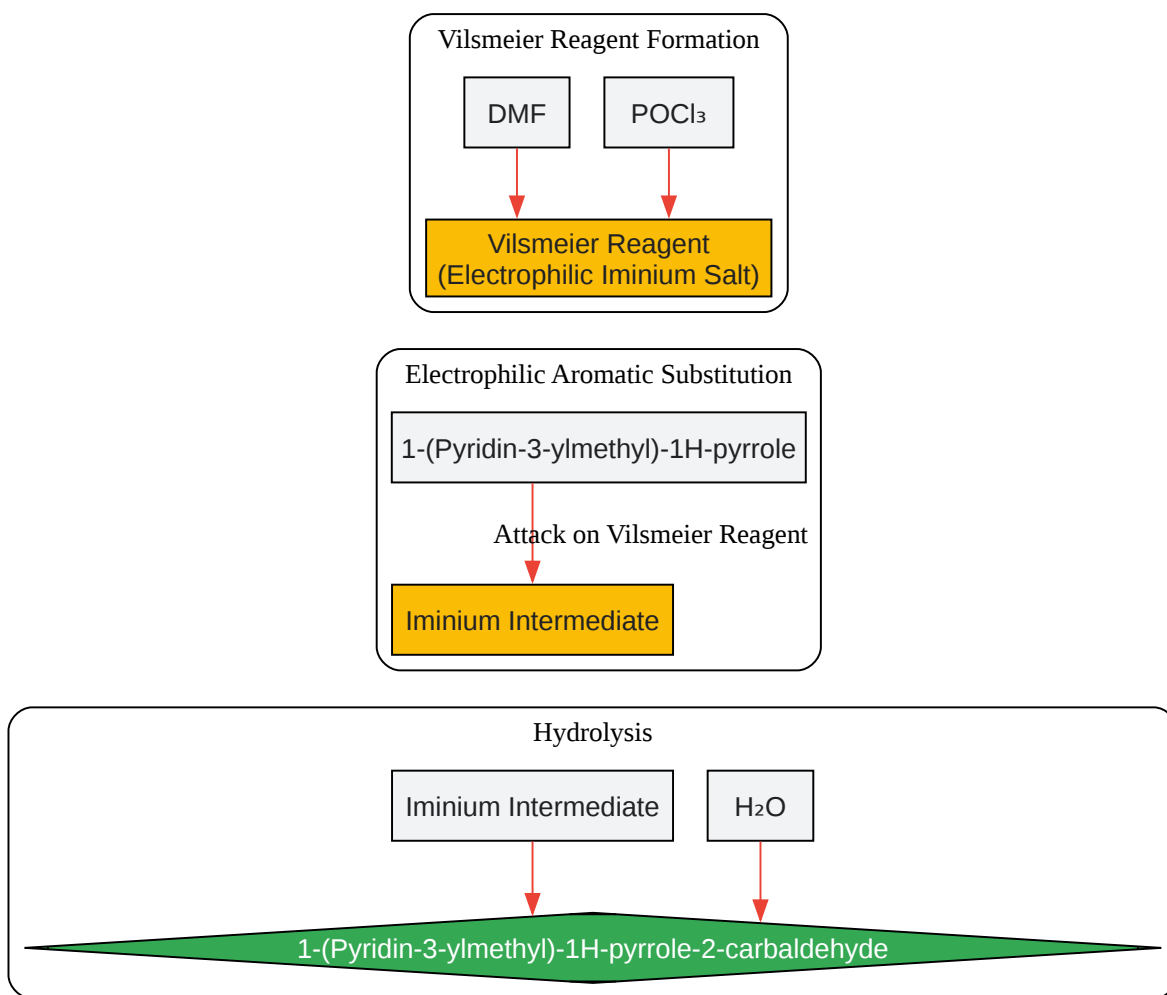 Vilsmeier Reagent Formation
DMF
POCl₃
Vilsmeier Reagent
(Electrophilic Iminium Salt)
Electrophilic Aromatic Substitution
1-(Pyridin-3-ylmethyl)-1H-pyrrole
Attack on Vilsmeier Reagent
Iminium Intermediate
Hydrolysis
Iminium Intermediate
H₂O
1-(Pyridin-3-ylmethyl)-1H-pyrrole-2-carbaldehyde